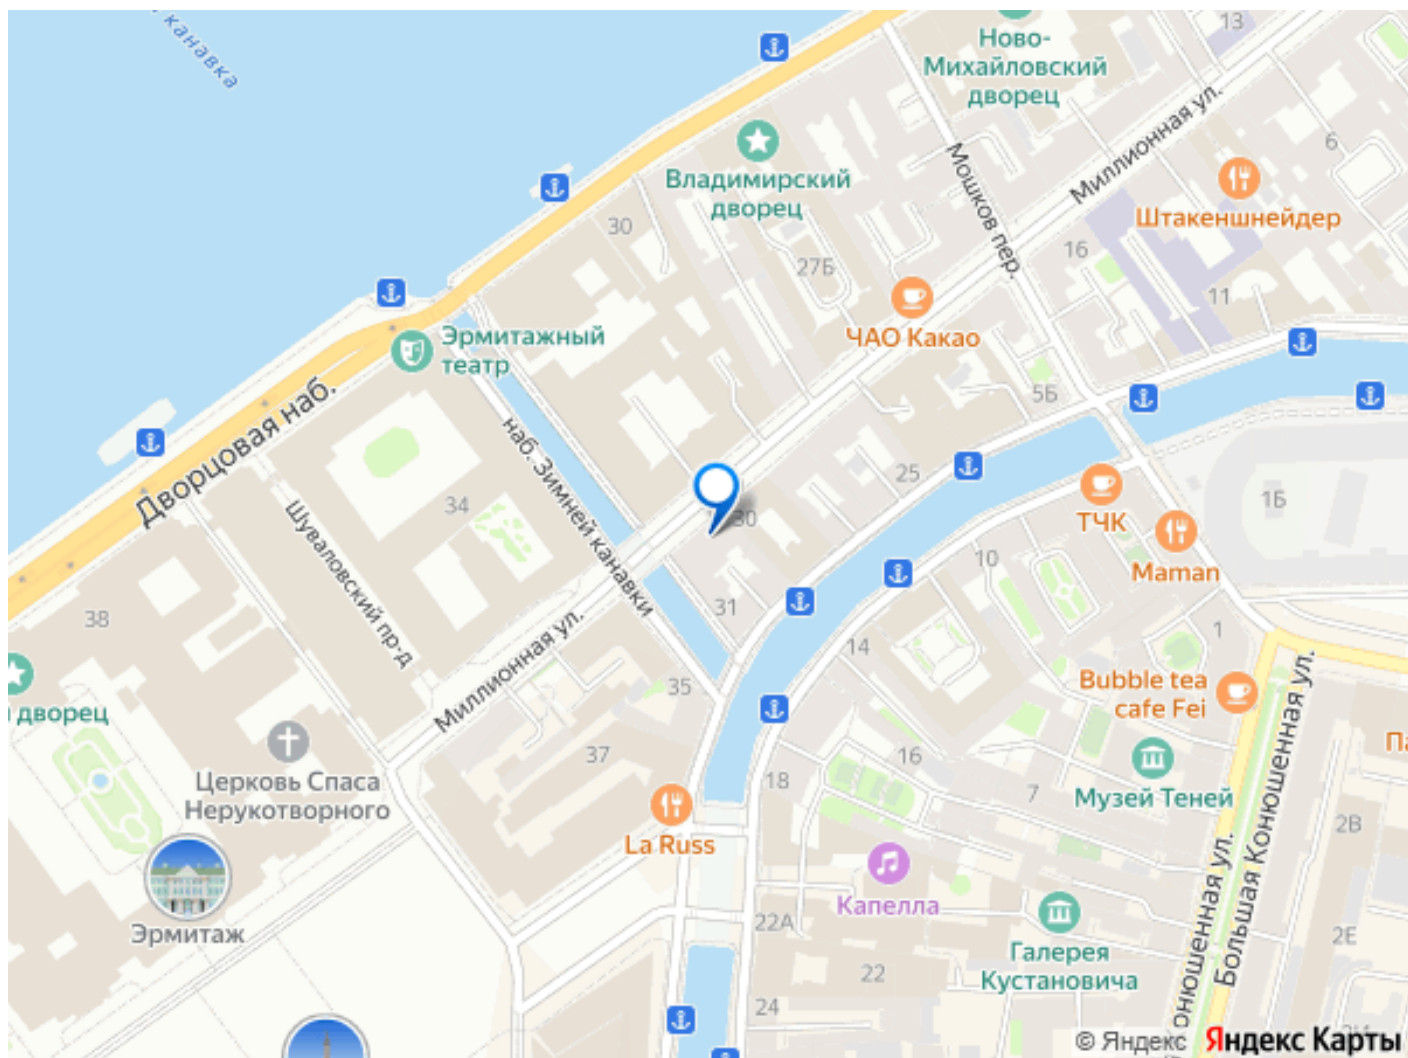 канавка
13
Ново-
Михайловский
дворец
Миллионная ул.
6
Мошков пер.
Владимирский
дворец
Штакеншнейдер
30
27Б
16
11
ЧАО Какао
Эрмитажный
театр
5Б
Дворцовая наб.
наб. Зимней канавки
25
34
30
ТЧК
1Б
Шуваловский пр-д
Maman
10
38
31
14
1
Миллионная ул.
35
Bubble tea
cafe Fei
дворец
37
16
Церковь Спаса
Нерукотворного
18
7
Музей Теней
Па
La Russ
2В
Большая Конюшенная ул.
Капелла
Эрмитаж
22А
Галерея
Кустановича
2Е
22
онюшенная ул.
24
© Яндекс Яндекс Карты